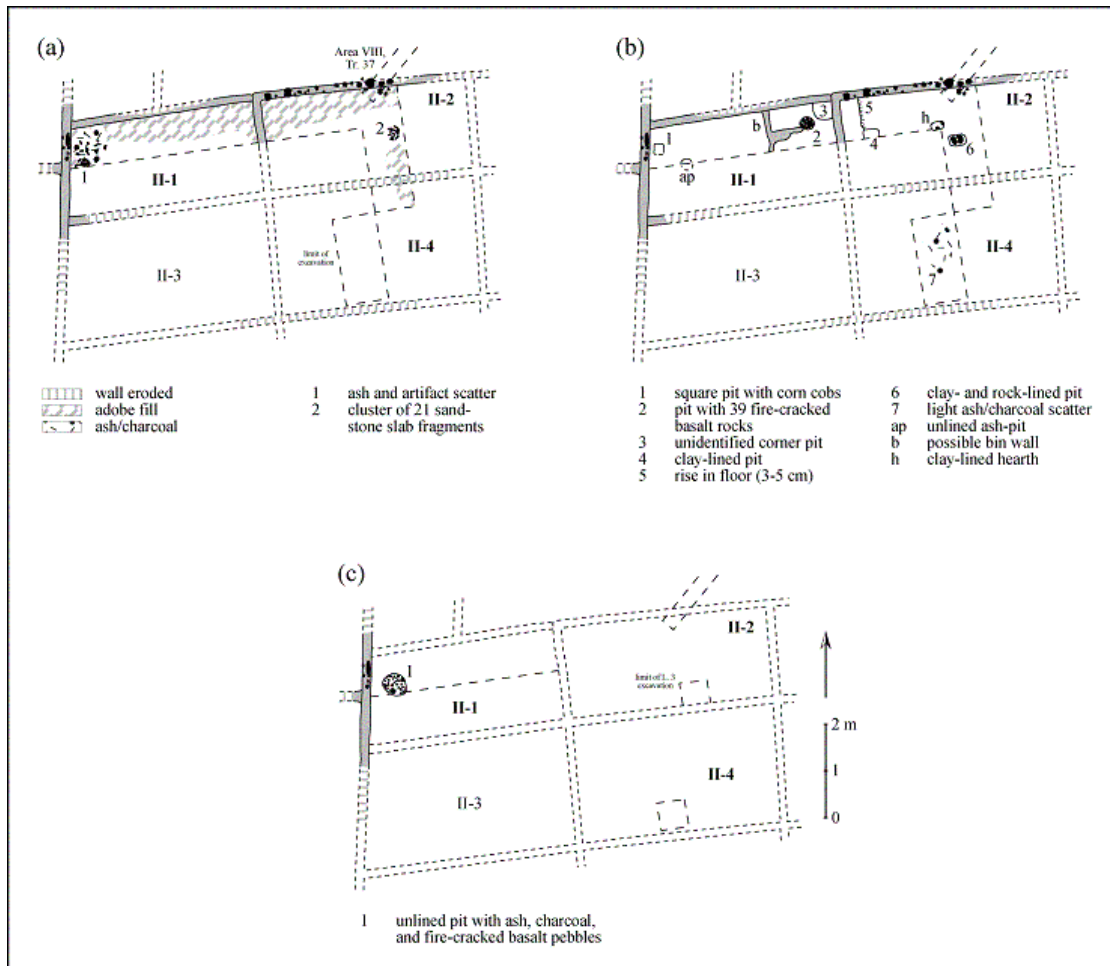 (a)
Area VIII,
Tr. 37
II-2
2
1
II-1
II-4
limit of
excavation
II-3
wall eroded
adobe fill
ash/charcoal
1 ash and artifact scatter
2 cluster of 21 sand-
stone slab fragments
(b)
II-2
b
3
5
2
h
1
4
6
ap
II-1
II-4
II-3
7
1 square pit with corn cobs
2 pit with 39 fire-cracked
basalt rocks
3 unidentified corner pit
4 clay-lined pit
5 rise in floor (3-5 cm)
6 clay- and rock-lined pit
7 light ash/charcoal scatter
ap unlined ash-pit
b possible bin wall
h clay-lined hearth
(c)
II-2
1
limit of L. 3
excavation
II-1
2 m
II-4
1
II-3
0
1 unlined pit with ash, charcoal,
and fire-cracked basalt pebbles